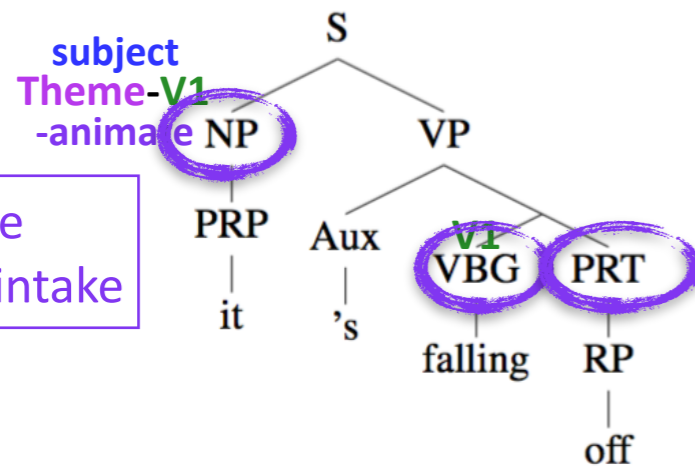 S
subject
Theme-V1
-animate NP VP
e
intake
PRP Aux V1
VBG PRT
it 's
falling RP
off